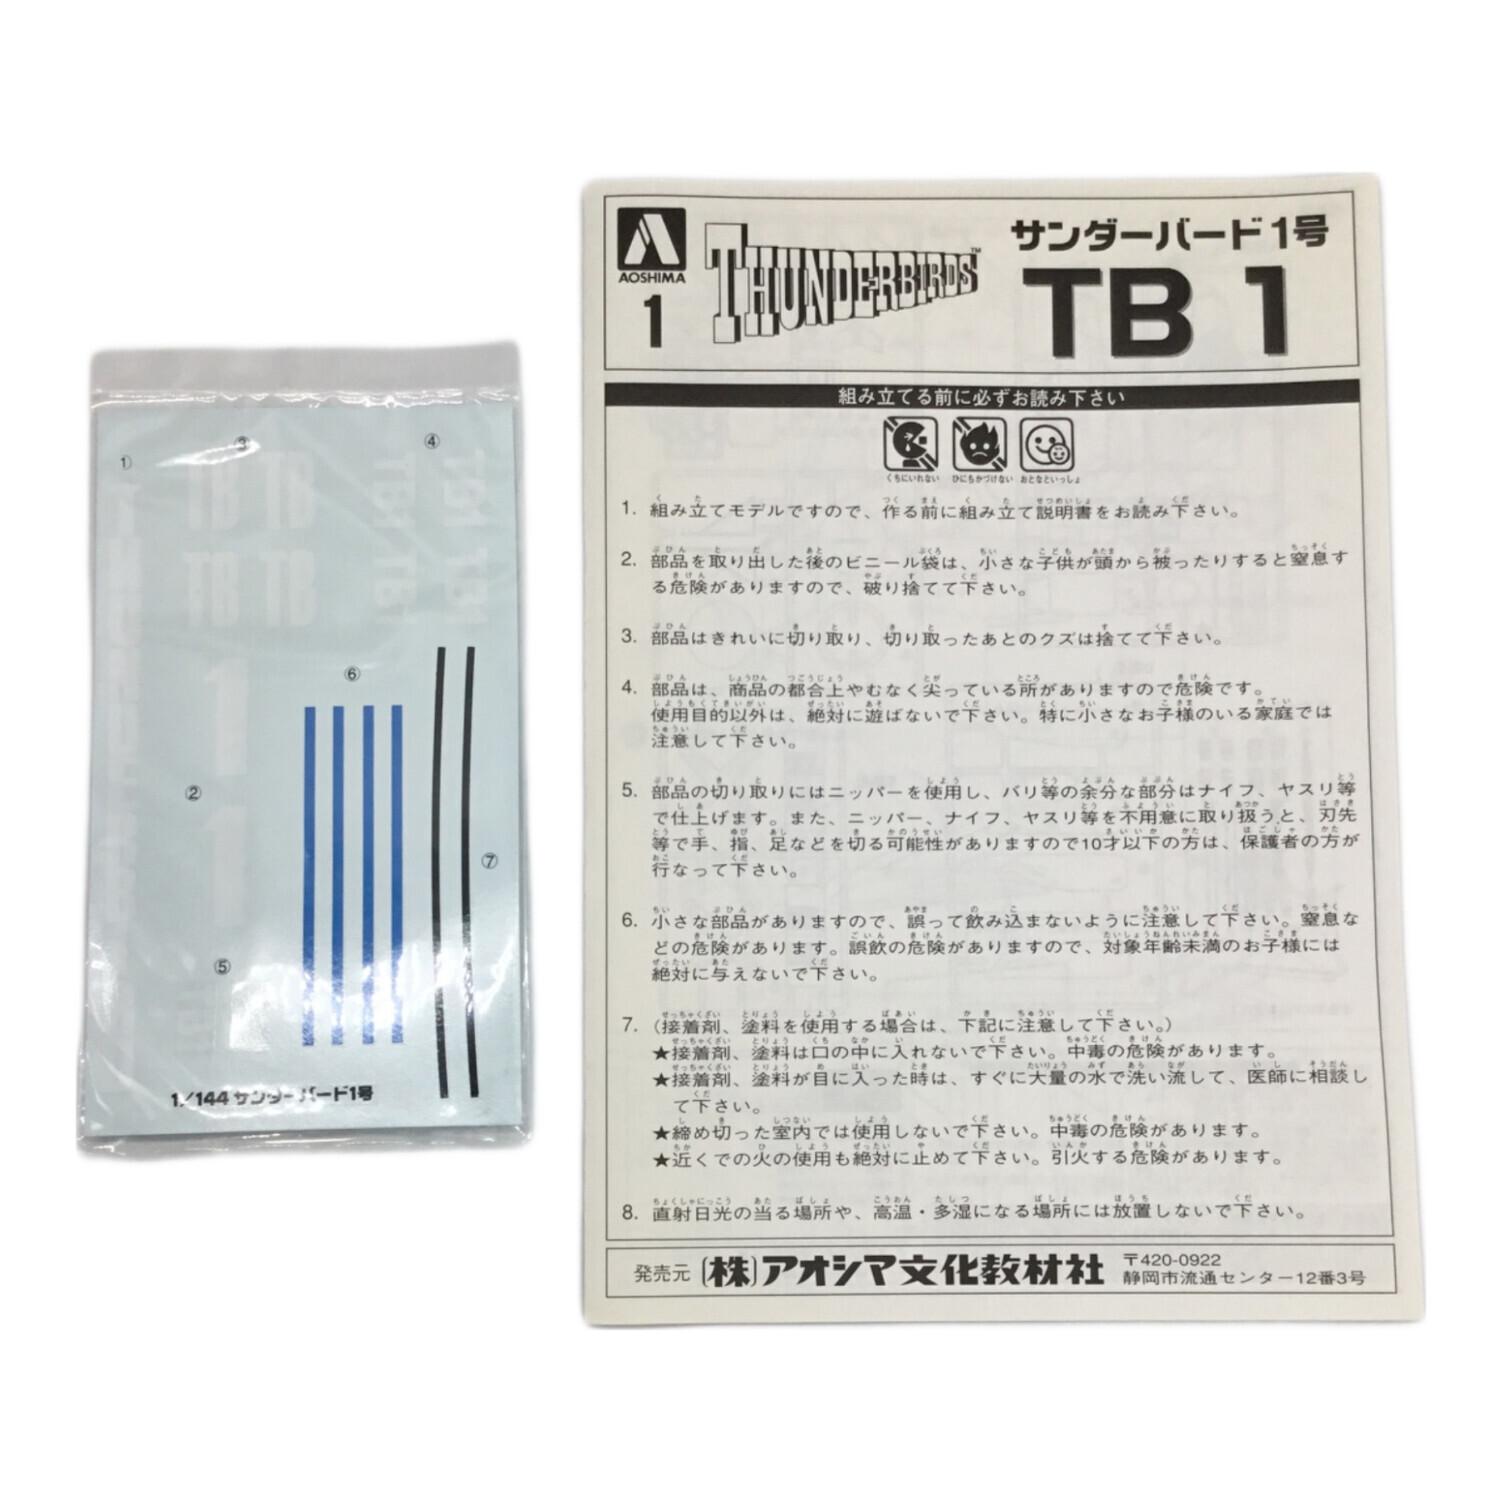 ①
③
④
⑥
②
⑦
⑤
1/144 サンダーバード1号
AOSHIMA
1
THUNDERBIRDS™
サンダーバード1号
TB 1
組み立てる前に必ずお読み下さい
くちにいれない ひにちかづけない おとなといっしょ
1. 組み立てモデルですので、作る前に組み立て説明書をお読み下さい。
2. 部品を取り出した後のビニール袋は、小さな子供が頭から被ったりすると窒息す
る危険がありますので、破り捨てて下さい。
3. 部品はきれいに切り取り、切り取ったあとのクズは捨てて下さい。
4. 部品は、商品の都合上やむなく尖っている所がありますので危険です。
使用目的以外は、絶対に遊ばないで下さい。特に小さなお子様のいる家庭では
注意して下さい。
5. 部品の切り取りにはニッパーを使用し、バリ等の余分な部分はナイフ、ヤスリ等
で仕上げます。また、ニッパー、ナイフ、ヤスリ等を不用意に取り扱うと、刃先
等で手、指、足などを切る可能性がありますので10才以下の方は、保護者の方が
行なって下さい。
6. 小さな部品がありますので、誤って飲み込まないように注意して下さい。窒息な
どの危険があります。誤飲の危険がありますので、対象年齢未満のお子様には
絶対に与えないで下さい。
7.（接着剤、塗料を使用する場合は、下記に注意して下さい。）
★接着剤、塗料は口の中に入れないで下さい。中毒の危険があります。
★接着剤、塗料が目に入った時は、すぐに大量の水で洗い流して、医師に相談し
て下さい。
★締め切った室内では使用しないで下さい。中毒の危険があります。
★近くでの火の使用も絶対に止めて下さい。引火する危険があります。
8. 直射日光の当る場所や、高温・多湿になる場所には放置しないで下さい。
発売元 (株)アオシマ文化教材社
〒420-0922
静岡市流通センター12番3号